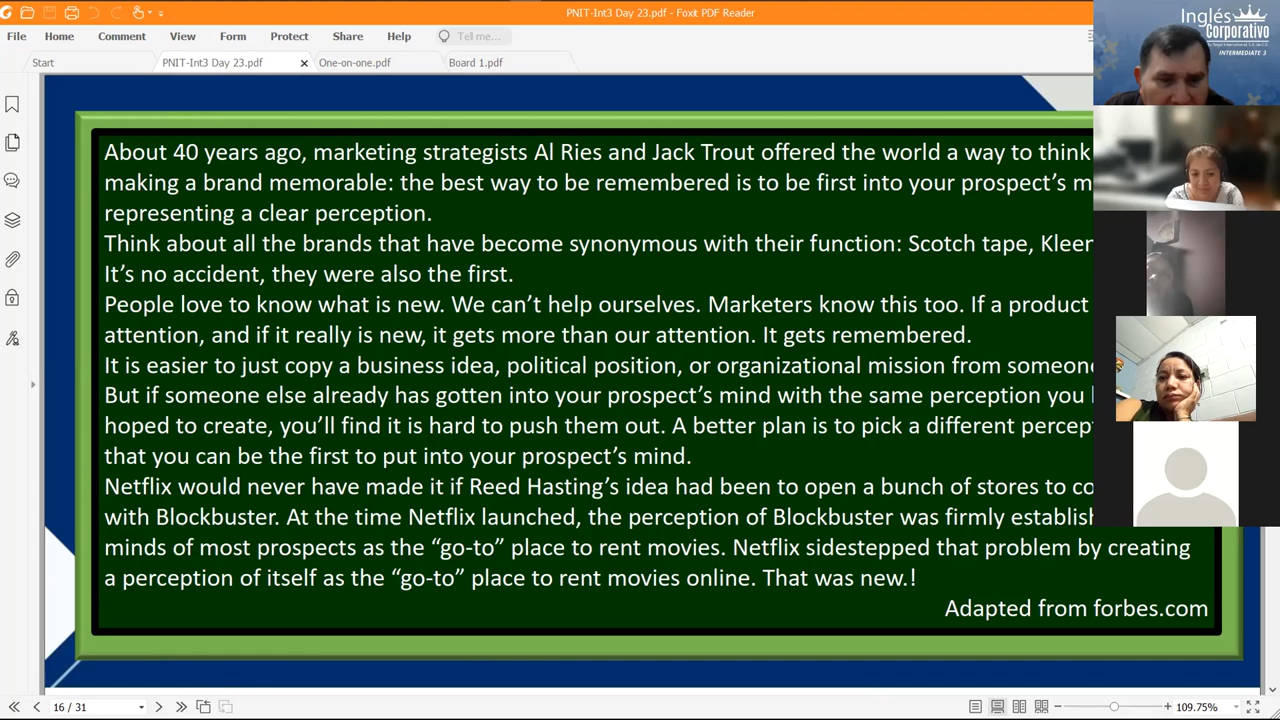 PNIT-Int3 Day 23.pdf - Foxit PDF Reader
File Home Comment View Form Protect Share Help Tell me...
Start PNIT-Int3 Day 23.pdf One-on-one.pdf Board 1.pdf
Inglés
Corporativo
INTERMEDIATE 3
About 40 years ago, marketing strategists Al Ries and Jack Trout offered the world a way to think
making a brand memorable: the best way to be remembered is to be first into your prospect's m
representing a clear perception.
Think about all the brands that have become synonymous with their function: Scotch tape, Kleen
It's no accident, they were also the first.
People love to know what is new. We can't help ourselves. Marketers know this too. If a product
attention, and if it really is new, it gets more than our attention. It gets remembered.
It is easier to just copy a business idea, political position, or organizational mission from someone
But if someone else already has gotten into your prospect's mind with the same perception you
hoped to create, you'll find it is hard to push them out. A better plan is to pick a different percept
that you can be the first to put into your prospect's mind.
Netflix would never have made it if Reed Hasting's idea had been to open a bunch of stores to co
with Blockbuster. At the time Netflix launched, the perception of Blockbuster was firmly establish
minds of most prospects as the "go-to" place to rent movies. Netflix sidestepped that problem by creating
a perception of itself as the "go-to" place to rent movies online. That was new.!
Adapted from forbes.com
16 / 31
109.75%